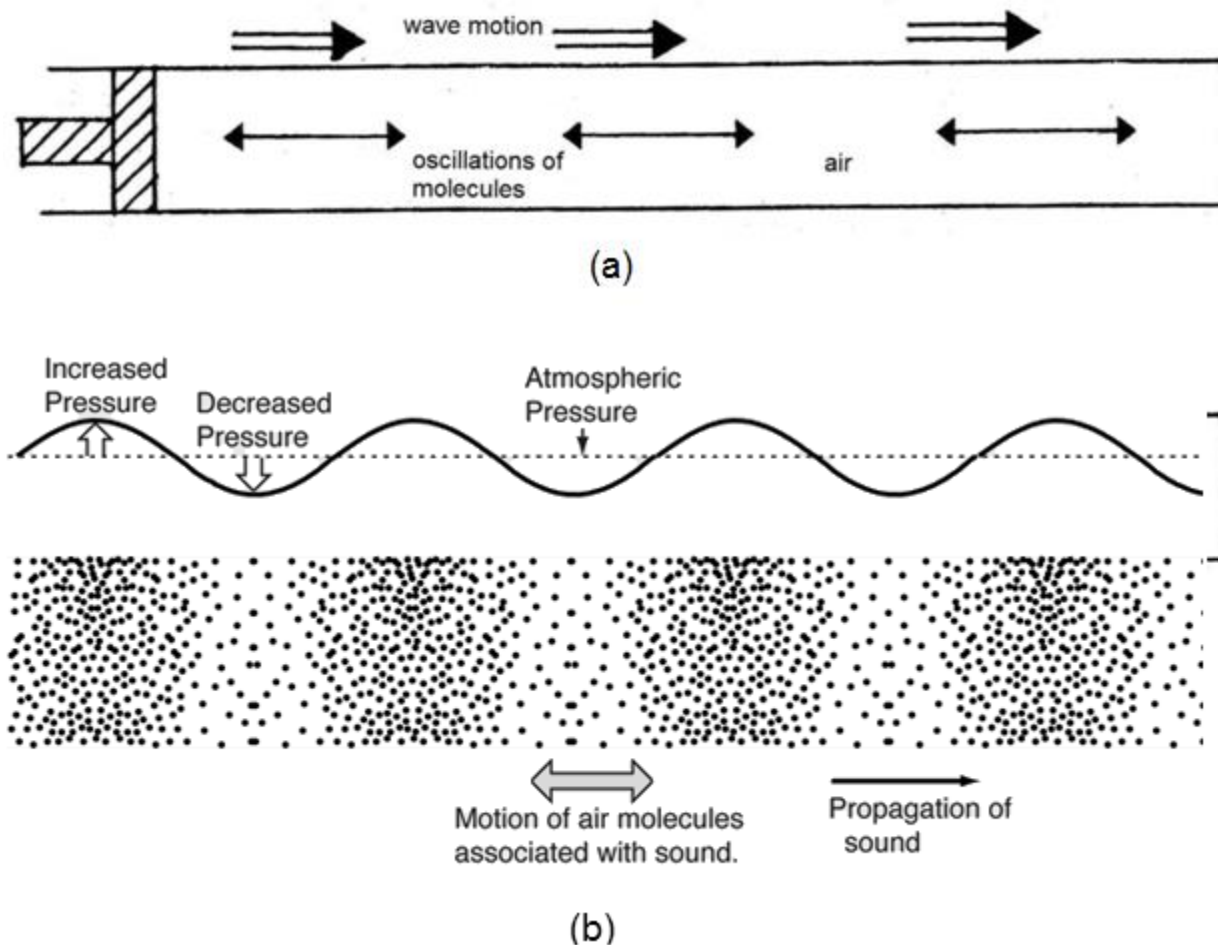 wave motion
oscillations of
molecules
air
(a)
Increased
Pressure
Decreased
Pressure
Atmospheric
Pressure
Motion of air molecules
associated with sound.
Propagation of
sound
(b)